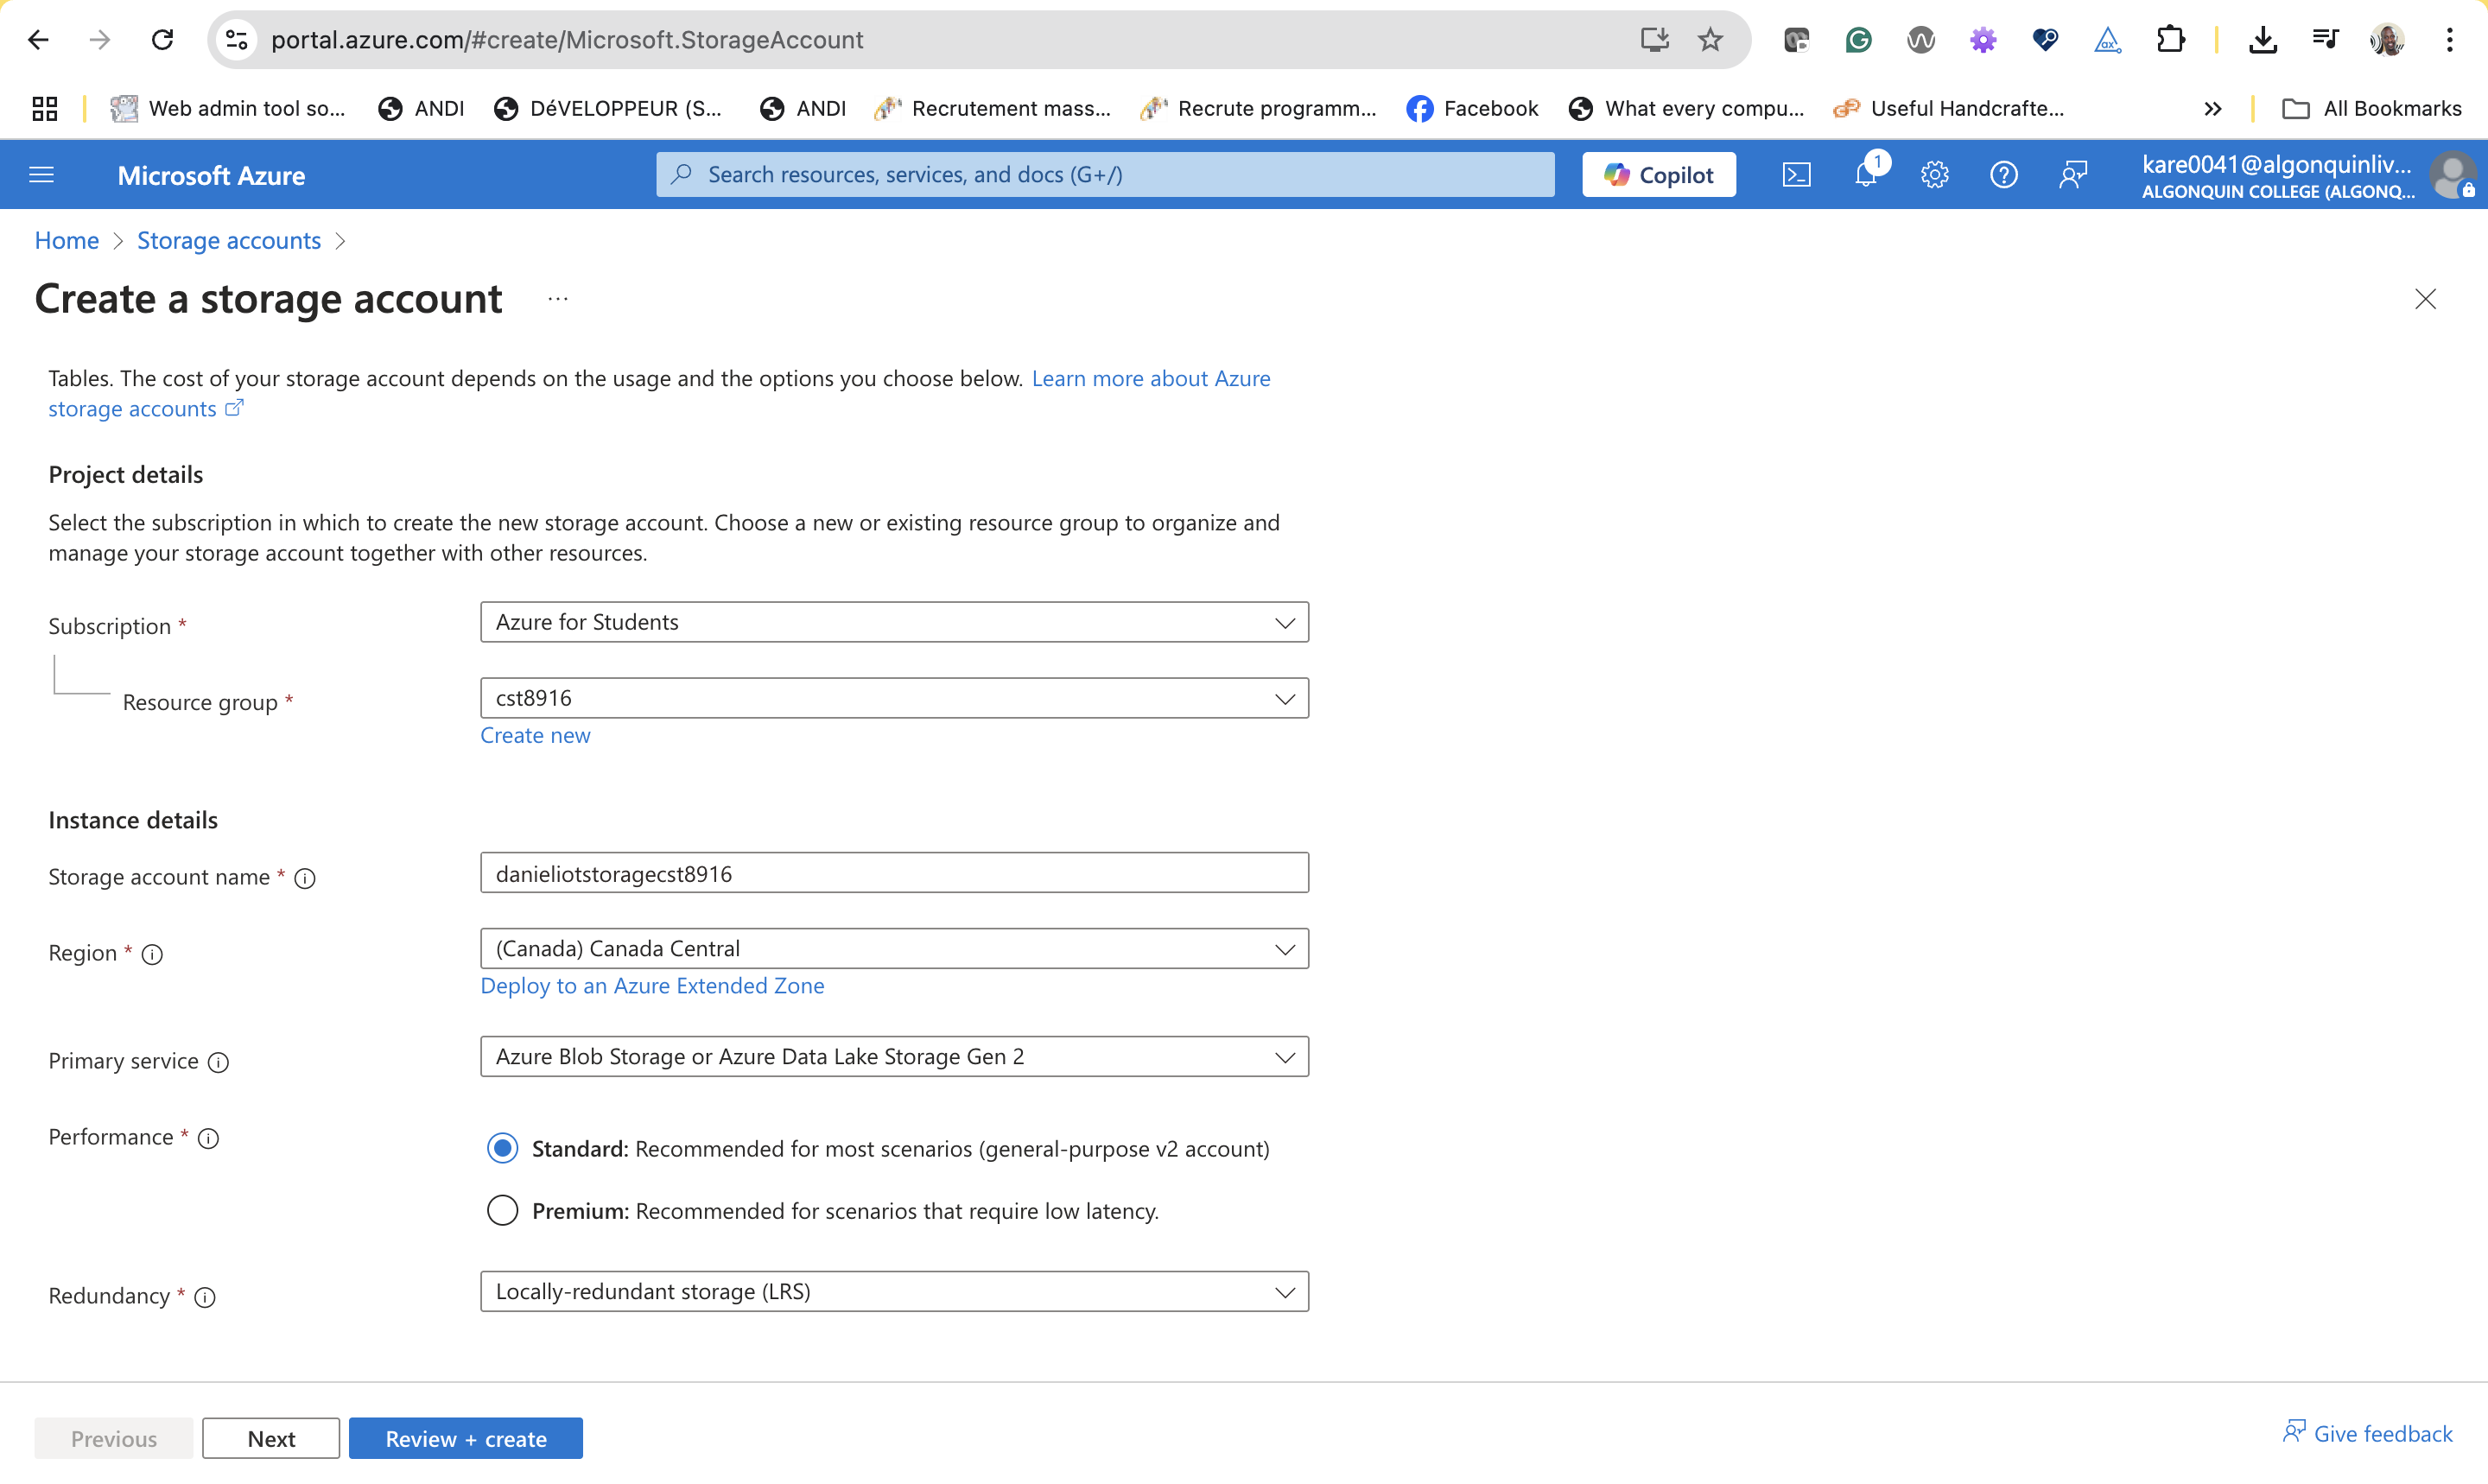 portal.azure.com/#create/Microsoft.StorageAccount
Web admin tool so...
ANDI
DéVELOPPEUR (S...
ANDI
Recrutement mass...
Recrute programm...
Facebook
What every compu...
Useful Handcrafte...
All Bookmarks
Microsoft Azure
Search resources, services, and docs (G+/)
Copilot
1
kare0041@algonquinliv...
ALGONQUIN COLLEGE (ALGONQ...
Home
Storage accounts
Create a storage account
...
Tables. The cost of your storage account depends on the usage and the options you choose below. Learn more about Azure
storage accounts
Project details
Select the subscription in which to create the new storage account. Choose a new or existing resource group to organize and
manage your storage account together with other resources.
Subscription *
Azure for Students
Resource group *
cst8916
Create new
Instance details
Storage account name *
danieliotstoragecst8916
Region *
(Canada) Canada Central
Deploy to an Azure Extended Zone
Primary service
Azure Blob Storage or Azure Data Lake Storage Gen 2
Performance *
Standard: Recommended for most scenarios (general-purpose v2 account)
Premium: Recommended for scenarios that require low latency.
Redundancy *
Locally-redundant storage (LRS)
Previous
Next
Review + create
Give feedback